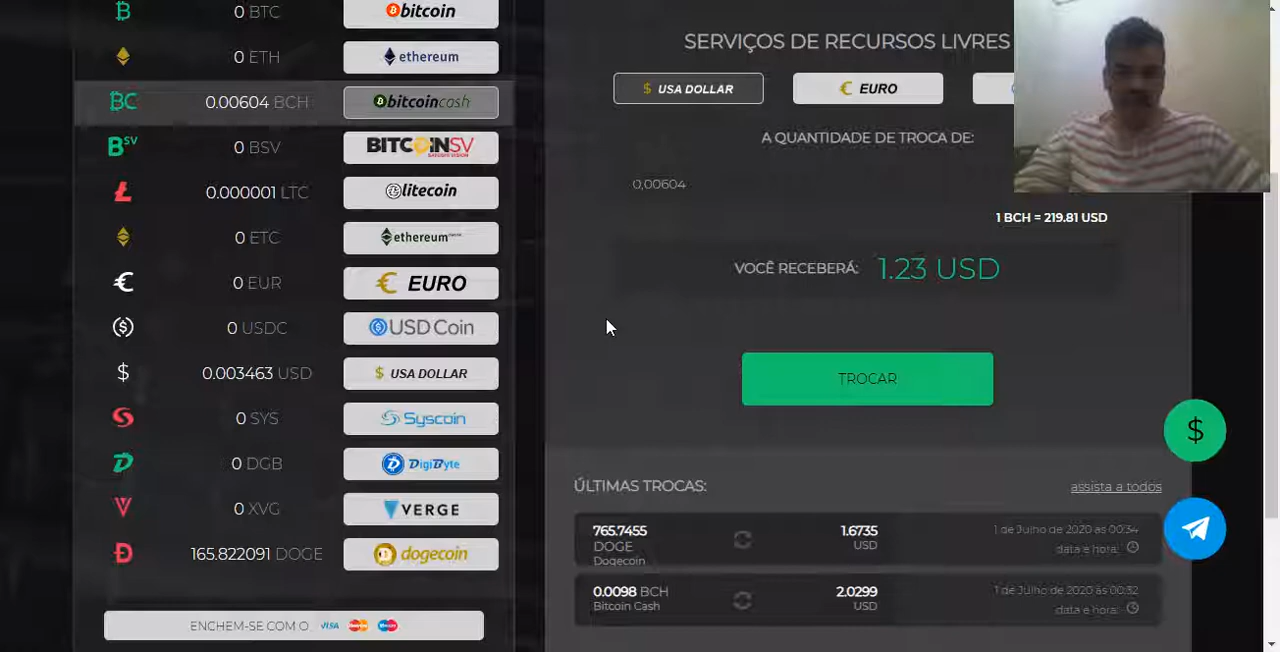 0 BTC
bitcoin
0 ETH
ethereum
0.00604 BCH
bitcoincash
0 BSV
BITCOIN SV
SATOSHI VISION
0.000001 LTC
litecoin
0 ETC
ethereum
0 EUR
€ EURO
0 USDC
USD Coin
$
0.003463 USD
$ USA DOLLAR
0 SYS
Syscoin
0 DGB
DigiByte
0 XVG
VERGE
165.822091 DOGE
dogecoin
ENCHEM-SE COM O. VISA
SERVIÇOS DE RECURSOS LIVRES
$ USA DOLLAR
€ EURO
A QUANTIDADE DE TROCA DE:
0,00604
1 BCH = 219.81 USD
VOCÊ RECEBERÁ: 1.23 USD
TROCAR
$
ÚLTIMAS TROCAS:
assista a todos
765.7455
DOGE
Dogecoin
1.6735
USD
1 de Julho de 2020 às 00:34
data e hora:
0.0098 BCH
Bitcoin Cash
2.0299
USD
1 de Julho de 2020 às 00:32
data e hora: